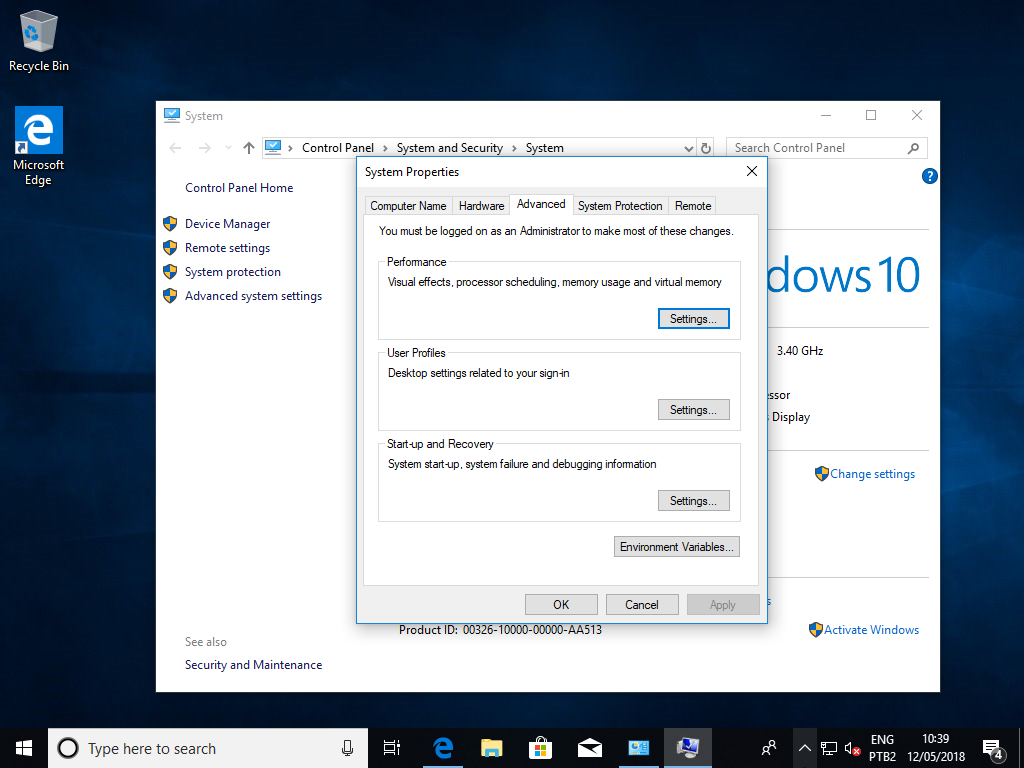 Recycle Bin
Microsoft
Edge
System
Control Panel > System and Security > System
Search Control Panel
Control Panel Home
Device Manager
Remote settings
System protection
Advanced system settings
See also
Security and Maintenance
System Properties
Computer Name Hardware Advanced System Protection Remote
You must be logged on as an Administrator to make most of these changes.
Performance
Visual effects, processor scheduling, memory usage and virtual memory
Settings...
User Profiles
Desktop settings related to your sign-in
Settings...
Start-up and Recovery
System start-up, system failure and debugging information
Settings...
Environment Variables...
OK Cancel Apply
?
dows 10
3.40 GHz
ssor
Display
Change settings
s
Product ID: 00326-10000-00000-AA513
Activate Windows
Type here to search
ENG
PTB2
10:39
12/05/2018
4